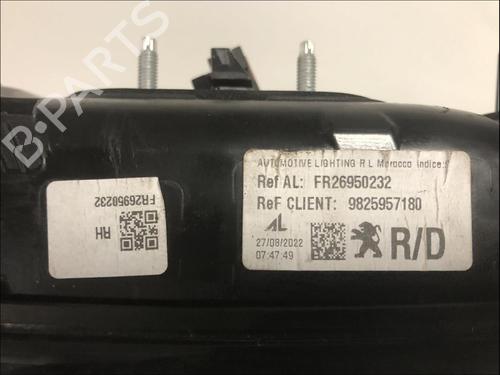 B-PARTS
AUTOMOTIVE LIGHTING R L Morocco indice:
Ref AL: FR26950232
Ref CLIENT: 9825957180
AL
27/08/2022
07:47:49
R/D
FR26950232
RH